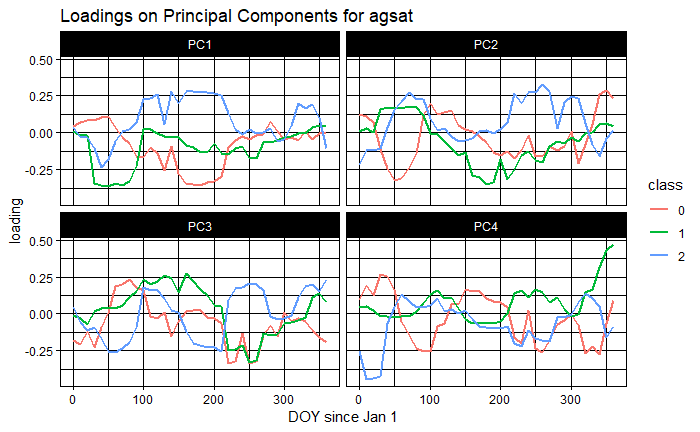 Loadings on Principal Components for agsat
PC1
PC2
0.50
0.25
0.00
-0.25
PC3
PC4
0.50
0.25
0.00
-0.25
0 100 200 300
0 100 200 300
DOY since Jan 1
loading
class
0
1
2